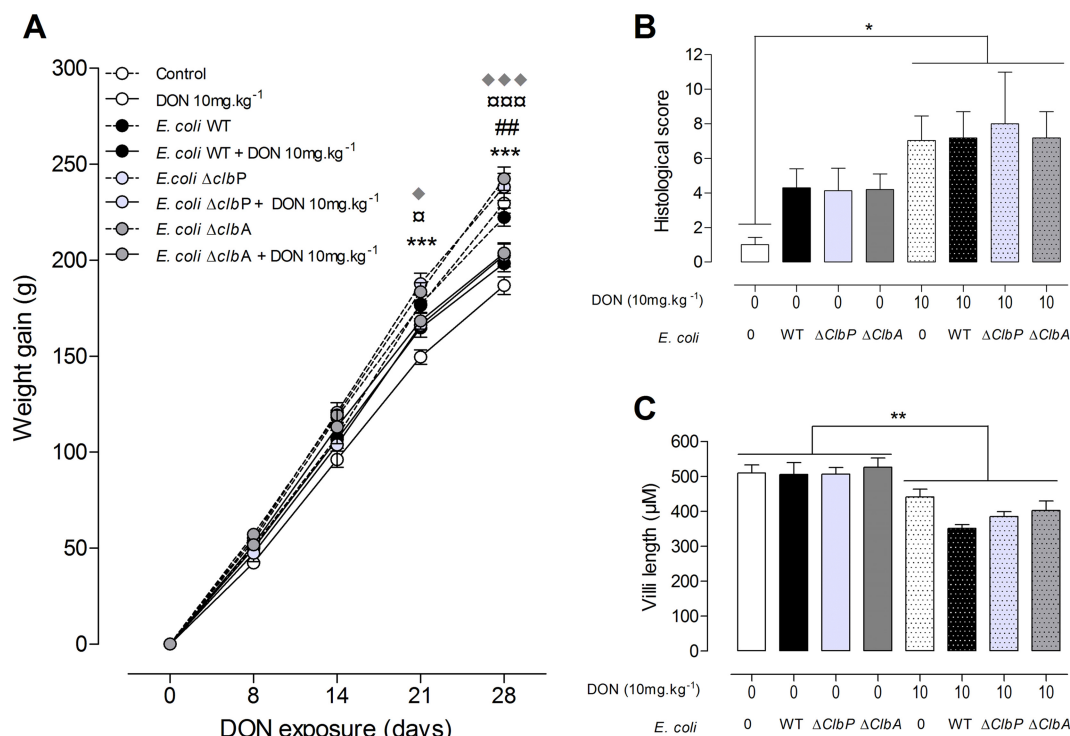 A
300
250
200
150
100
50
0
Weight gain (g)
Control
DON 10mg.kg-1
E. coli WT
E. coli WT + DON 10mg.kg-1
E.coli ΔclbP
E.coli ΔclbP + DON 10mg.kg-1
E. coli ΔclbA
E. coli ΔclbA + DON 10mg.kg-1
◆
¤
***
◆◆◆
¤¤¤
##
***
0 8 14 21 28
DON exposure (days)
B
*
12
10
8
6
4
2
0
Histological score
DON (10mg.kg-1) 0 0 0 0 10 10 10 10
E. coli 0 WT ΔClbP ΔClbA 0 WT ΔClbP ΔClbA
C
**
600
500
400
300
200
100
0
Villi length (µM)
DON (10mg.kg-1) 0 0 0 0 10 10 10 10
E. coli 0 WT ΔClbP ΔClbA 0 WT ΔClbP ΔClbA